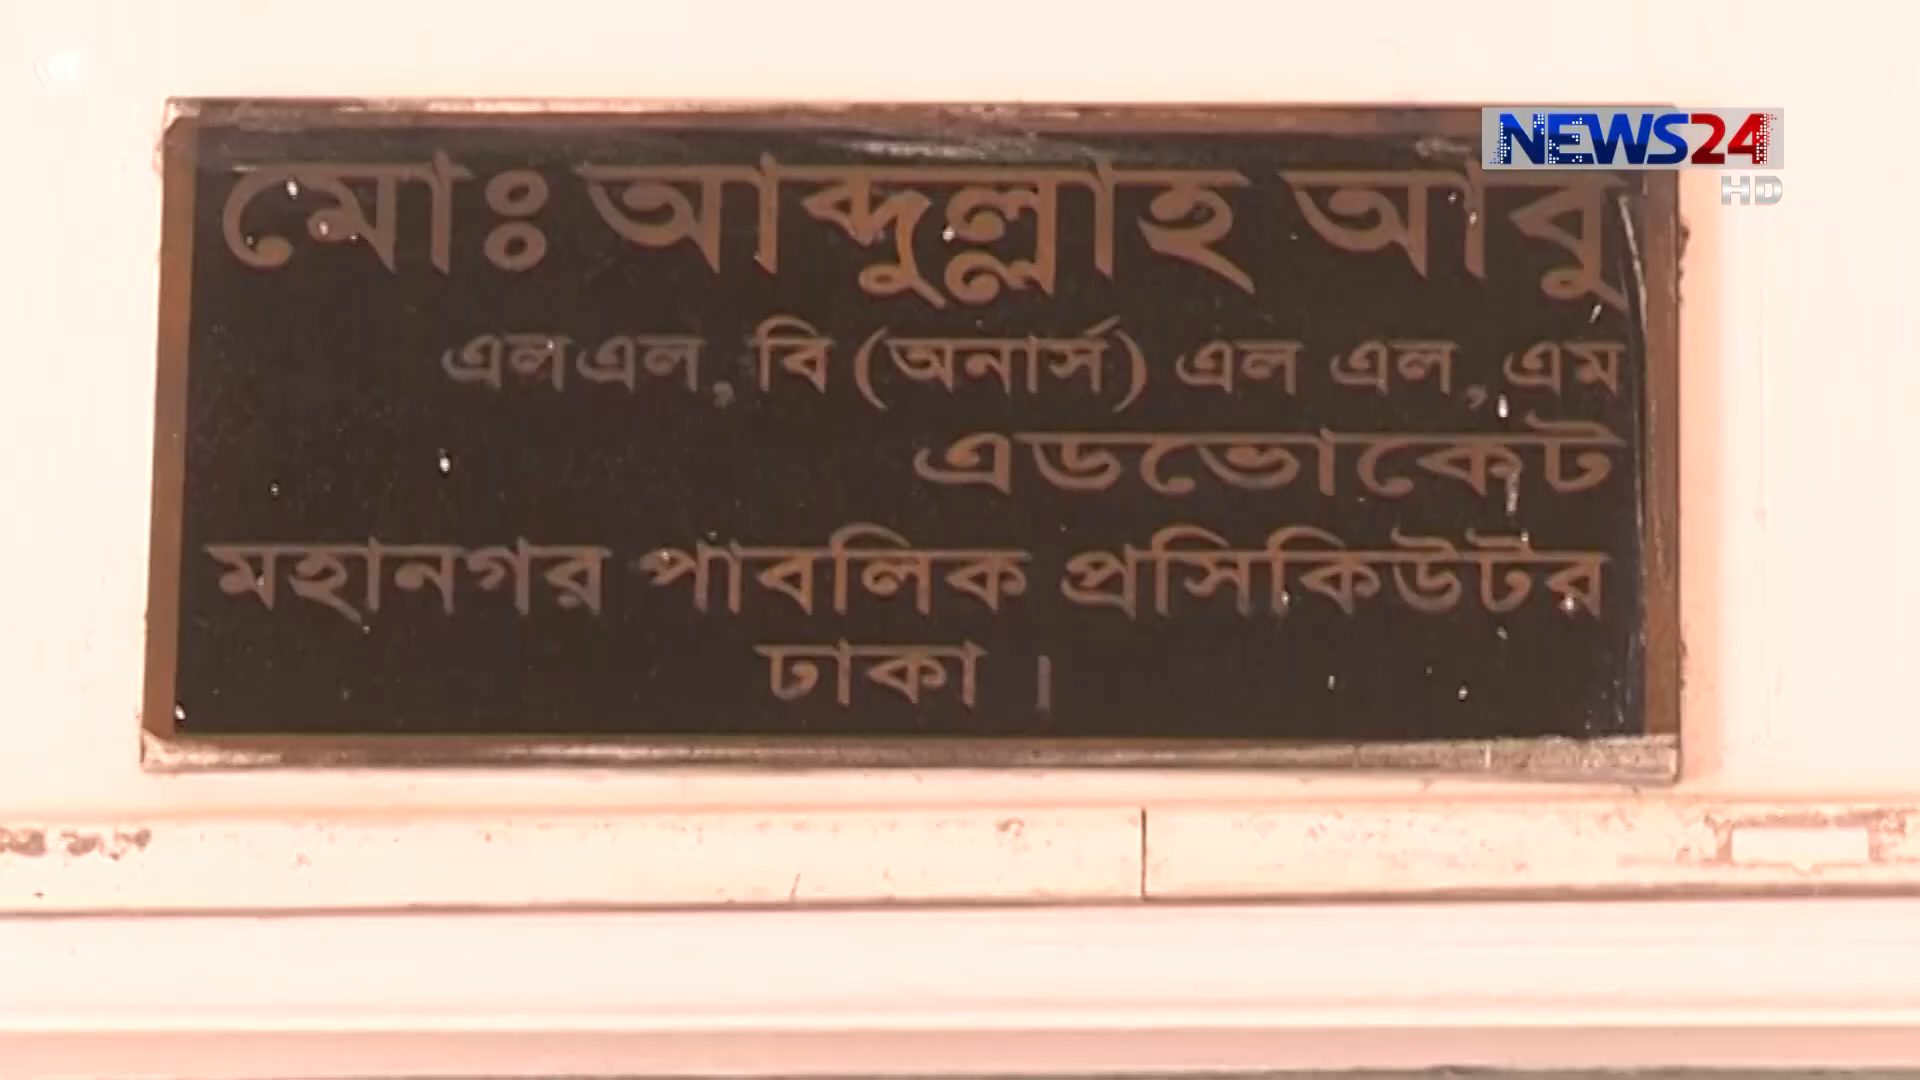 NEWS24
HD
মোঃ আব্দুল্লাহ আবু
এলএল, বি (অনার্স) এল এল, এম
এডভোকেট
মহানগর পাবলিক প্রসিকিউটর
ঢাকা ।